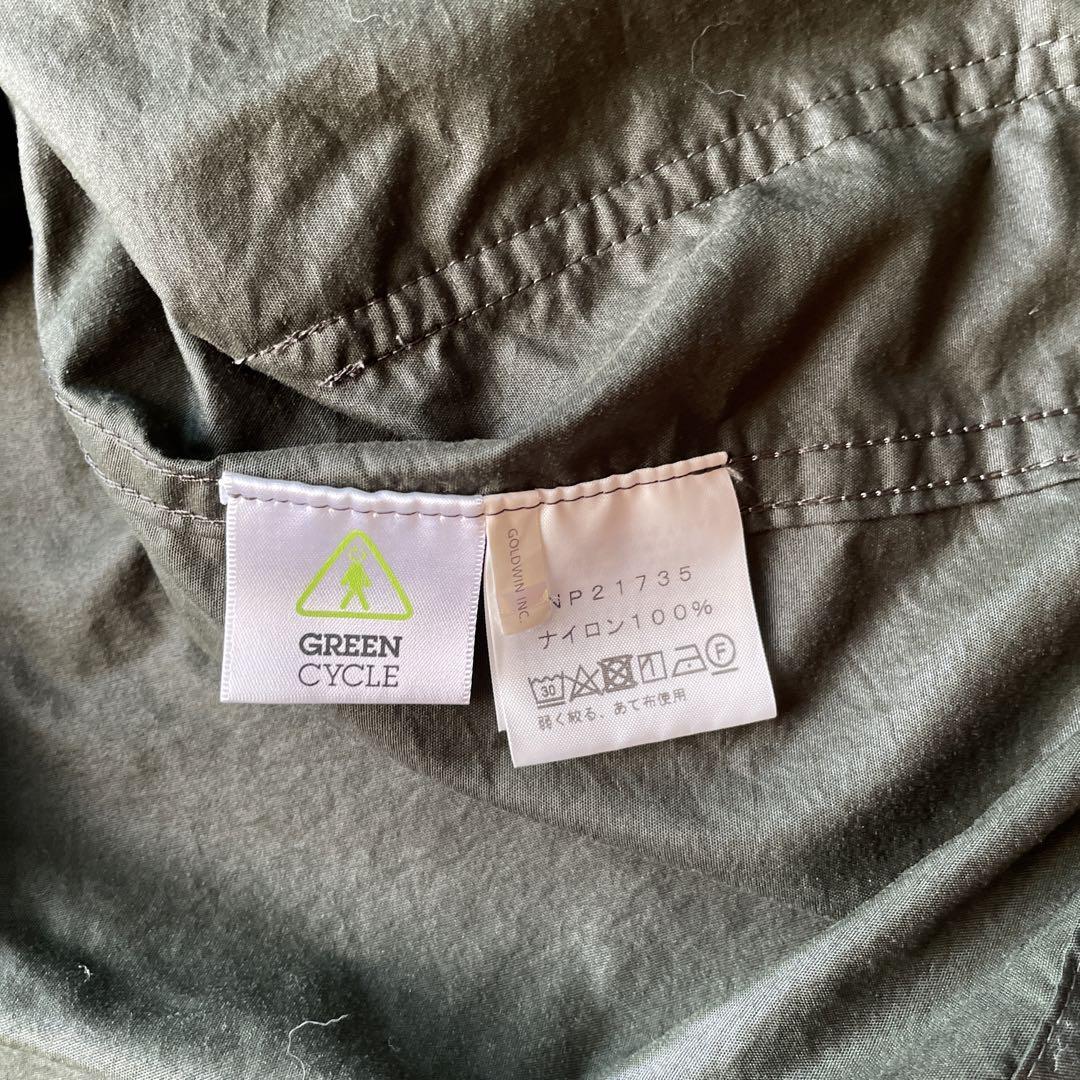 GREEN
CYCLE
GOLDWIN INC.
NP21735
ナイロン100%
30 F
弱く絞る、あて布使用